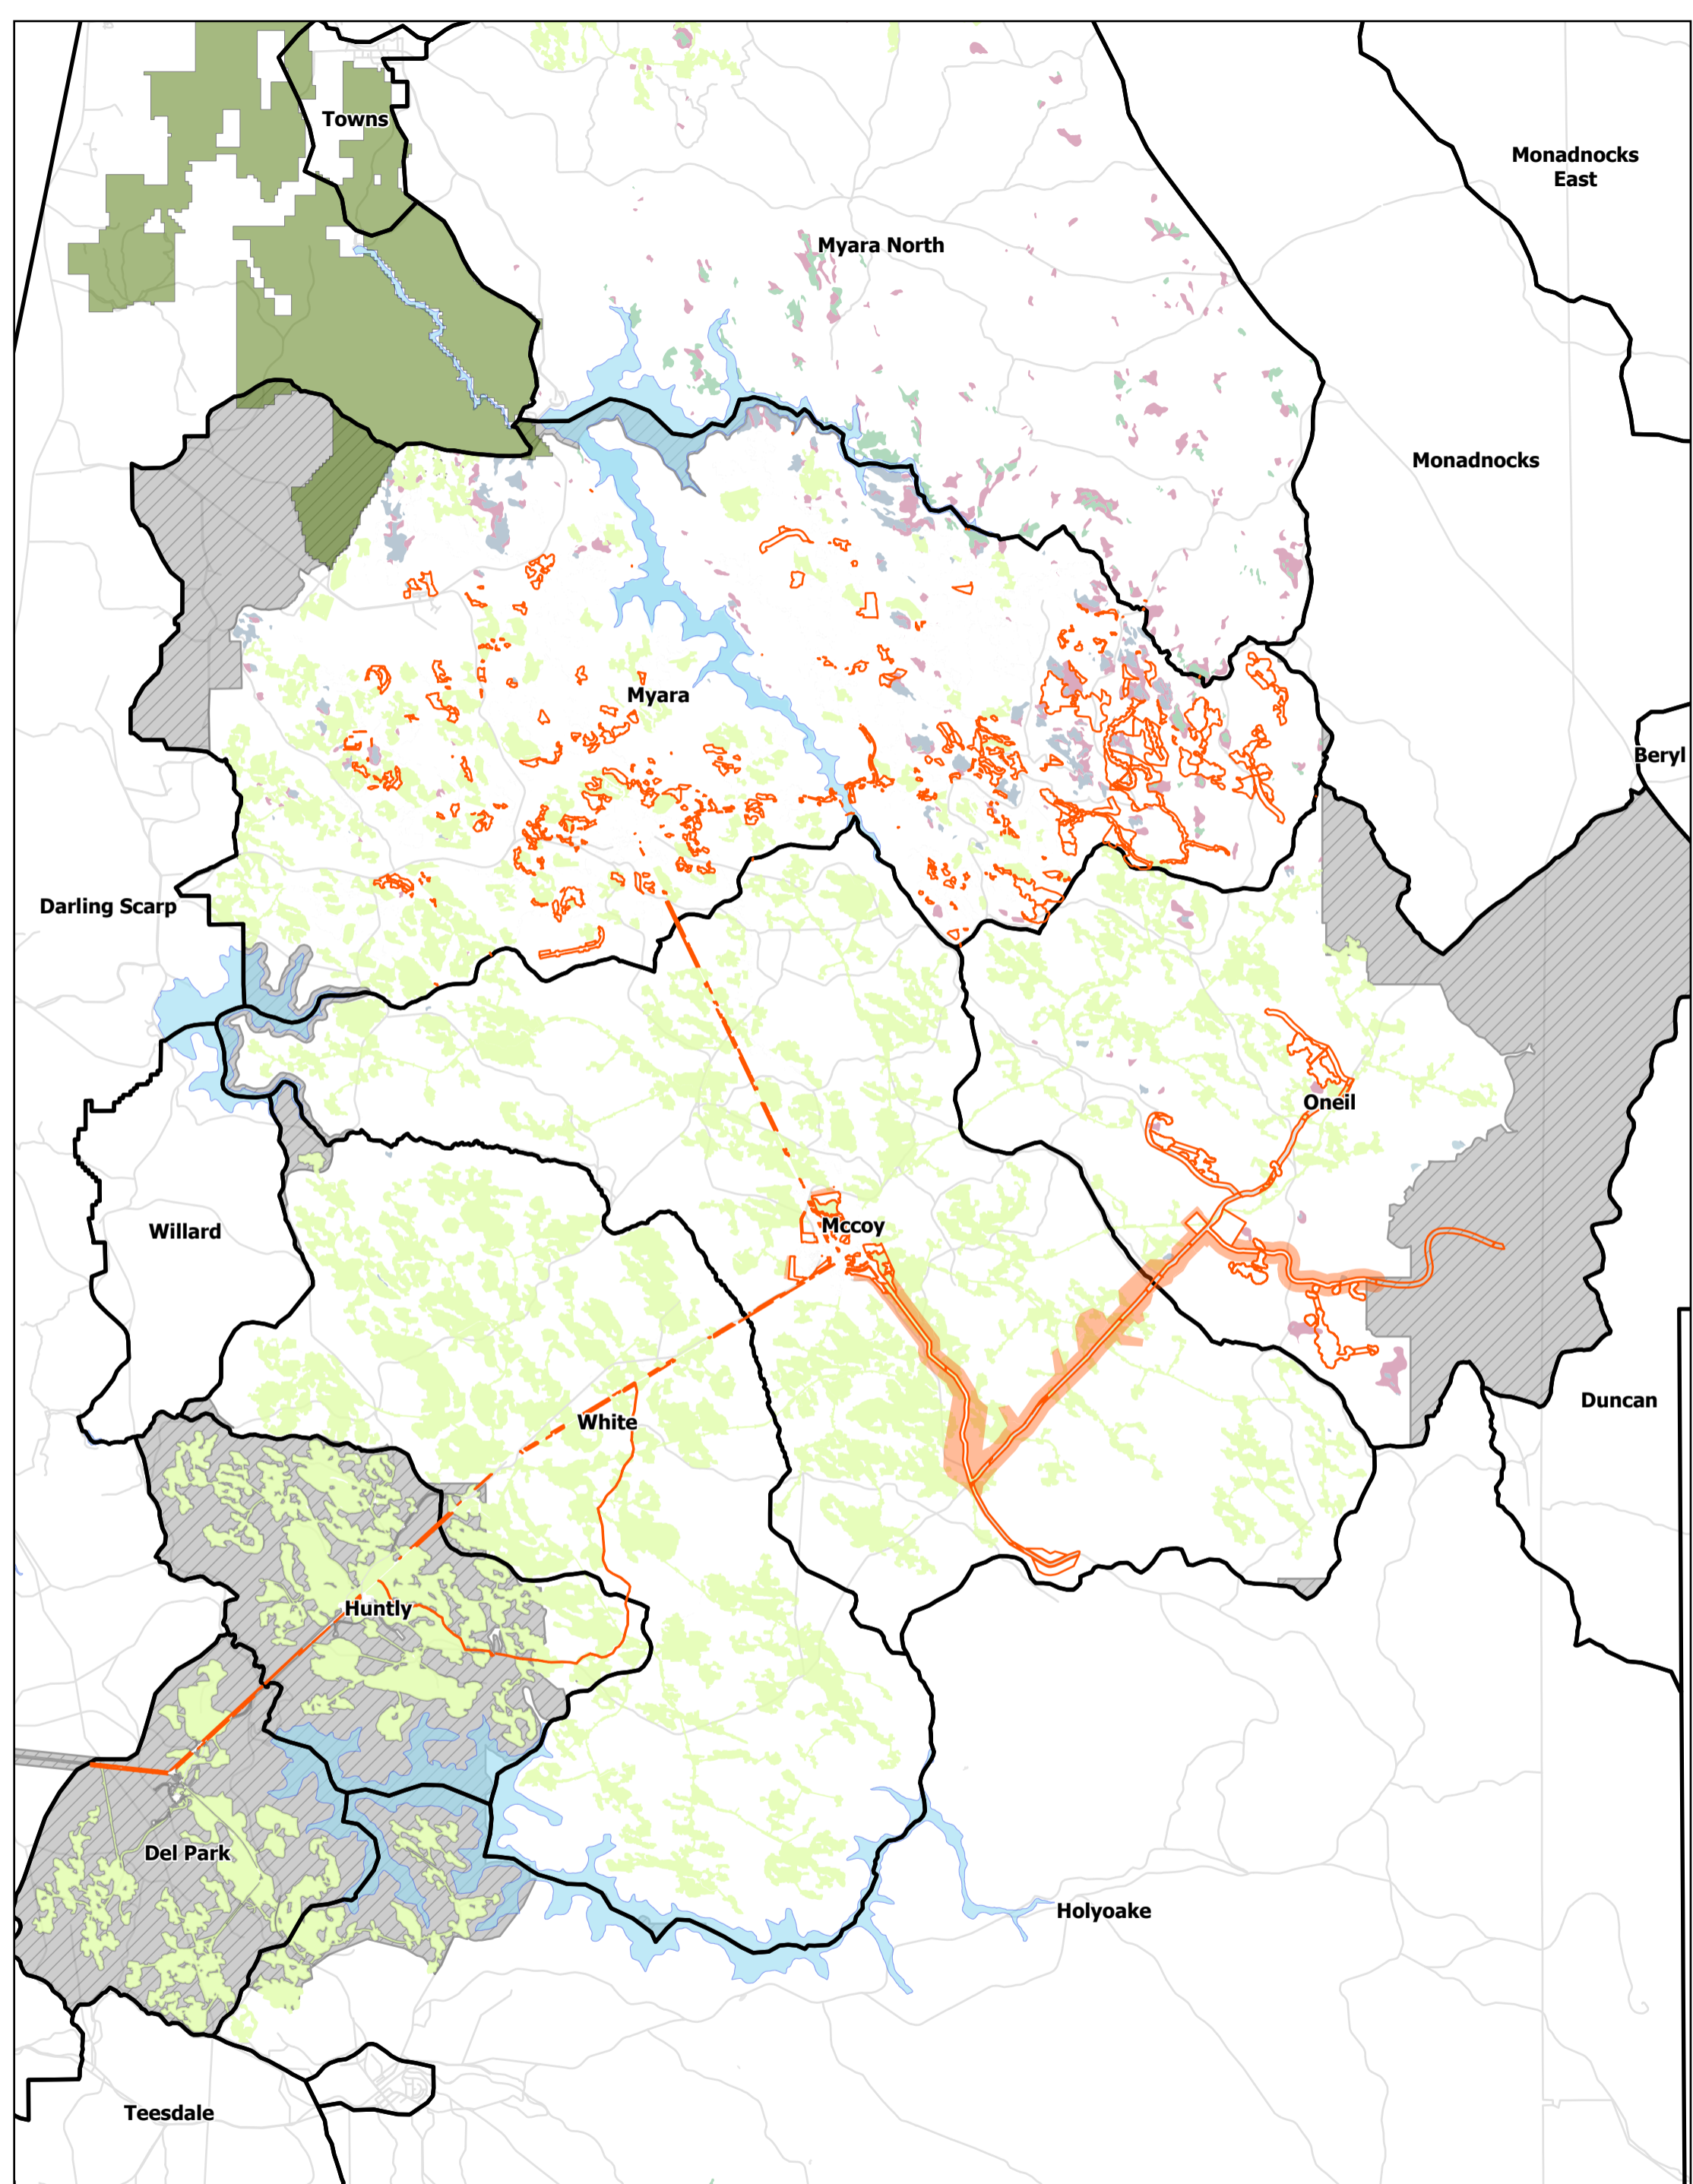 Towns
Monadnocks
East
Myara North
Monadnocks
Myara
Beryl
Darling Scarp
Oneil
Mccoy
Willard
Duncan
White
Huntly
Del Park
Holyoake
Teesdale